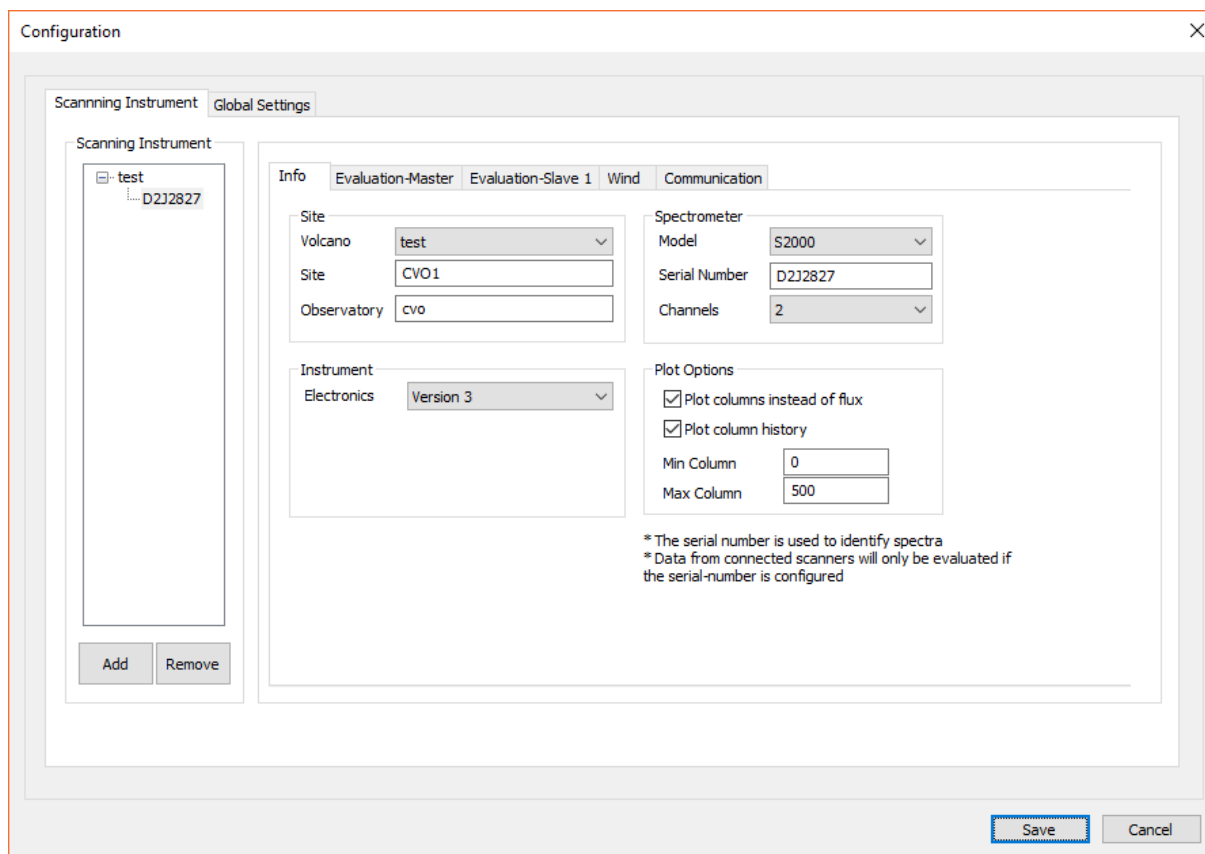 Configuration
Scannning Instrument
Global Settings
Scanning Instrument
test
D2J2827
Add
Remove
Info
Evaluation-Master
Evaluation-Slave 1
Wind
Communication
Site
Volcano test
Site CVO1
Observatory cvo
Spectrometer
Model S2000
Serial Number D2J2827
Channels 2
Instrument
Electronics Version 3
Plot Options
Plot columns instead of flux
Plot column history
Min Column 0
Max Column 500
* The serial number is used to identify spectra
* Data from connected scanners will only be evaluated if
the serial-number is configured
Save
Cancel